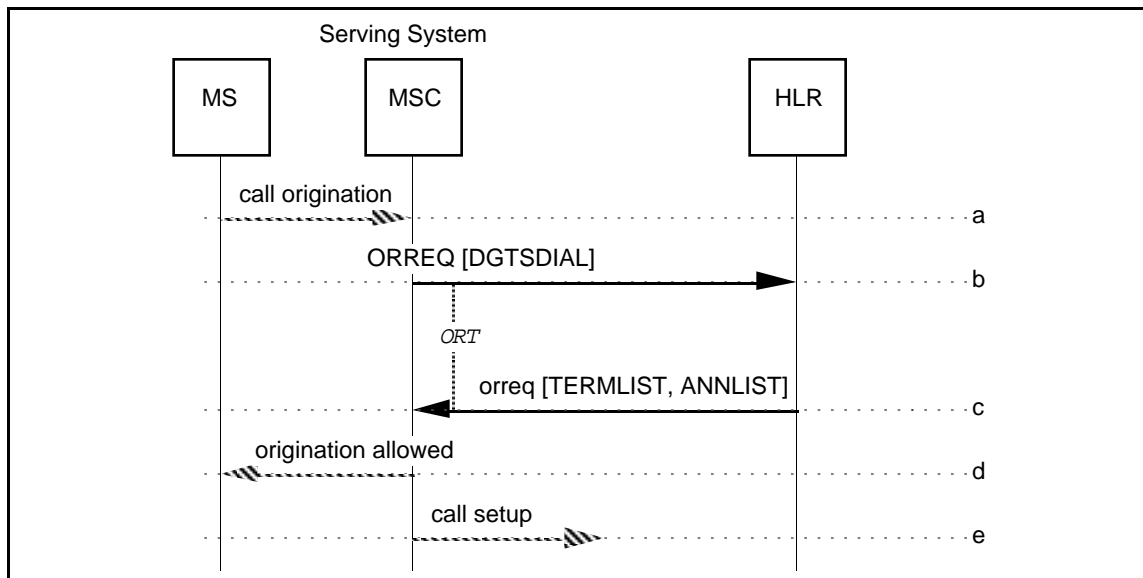 Serving System
MS
MSC
HLR
call origination
a
ORREQ [DGTSDIAL]
b
ORT
orreq [TERMLIST, ANNLIST]
c
origination allowed
d
call setup
e